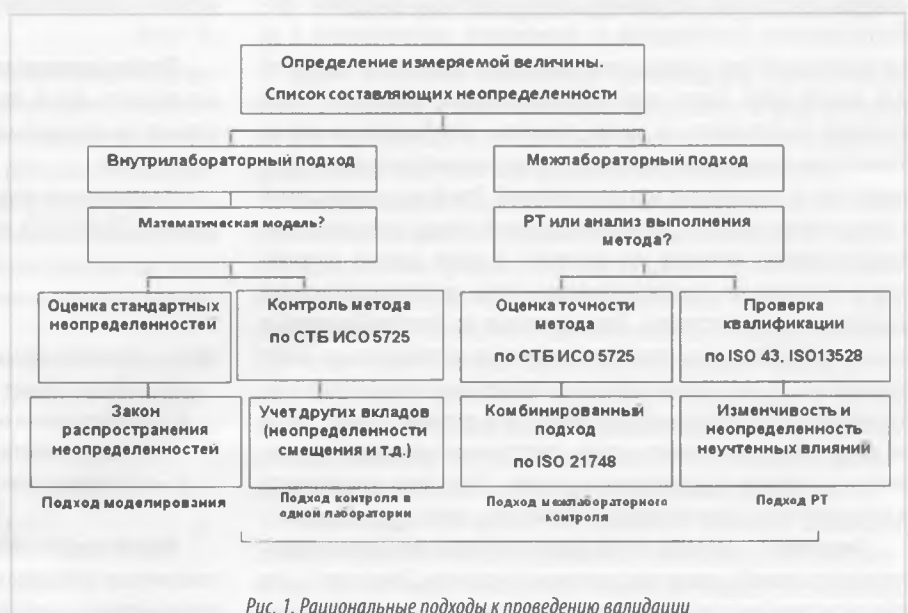 Определение измеряемой величины.
Список составляющих неопределенности
Внутрилабораторный подход
Межлабораторный подход
Математическая модель?
РТ или анализ выполнения
метода?
Оценка стандартных
неопределенностей
Контроль метода
по СТБ ИСО 5725
Оценка точности
метода
по СТБ ИСО 5725
Проверка
квалификации
по ISO 43, ISO13528
Закон
распространения
неопределенностей
Учет других вкладов
(неопределенности
смещения и т.д.)
Комбинированный
подход
по ISO 21748
Изменчивость и
неопределенность
неучтенных влияний
Подход моделирования
Подход контроля в
одной лаборатории
Подход межлабораторного
контроля
Подход РТ
Рис. 1. Рациональные подходы к проведению валидации